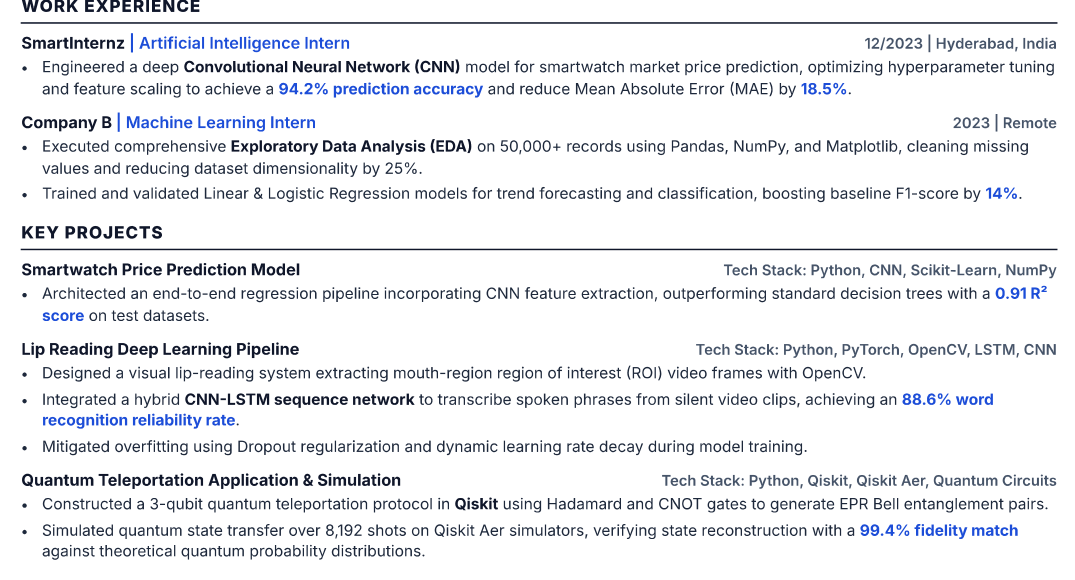 WORK EXPERIENCE
SmartInternz | Artificial Intelligence Intern 12/2023 | Hyderabad, India
• Engineered a deep Convolutional Neural Network (CNN) model for smartwatch market price prediction, optimizing hyperparameter tuning
and feature scaling to achieve a 94.2% prediction accuracy and reduce Mean Absolute Error (MAE) by 18.5%.
Company B | Machine Learning Intern 2023 | Remote
• Executed comprehensive Exploratory Data Analysis (EDA) on 50,000+ records using Pandas, NumPy, and Matplotlib, cleaning missing
values and reducing dataset dimensionality by 25%.
• Trained and validated Linear & Logistic Regression models for trend forecasting and classification, boosting baseline F1-score by 14%.
KEY PROJECTS
Smartwatch Price Prediction Model Tech Stack: Python, CNN, Scikit-Learn, NumPy
• Architected an end-to-end regression pipeline incorporating CNN feature extraction, outperforming standard decision trees with a 0.91 R²
score on test datasets.
Lip Reading Deep Learning Pipeline Tech Stack: Python, PyTorch, OpenCV, LSTM, CNN
• Designed a visual lip-reading system extracting mouth-region region of interest (ROI) video frames with OpenCV.
• Integrated a hybrid CNN-LSTM sequence network to transcribe spoken phrases from silent video clips, achieving an 88.6% word
recognition reliability rate.
• Mitigated overfitting using Dropout regularization and dynamic learning rate decay during model training.
Quantum Teleportation Application & Simulation Tech Stack: Python, Qiskit, Qiskit Aer, Quantum Circuits
• Constructed a 3-qubit quantum teleportation protocol in Qiskit using Hadamard and CNOT gates to generate EPR Bell entanglement pairs.
• Simulated quantum state transfer over 8,192 shots on Qiskit Aer simulators, verifying state reconstruction with a 99.4% fidelity match
against theoretical quantum probability distributions.